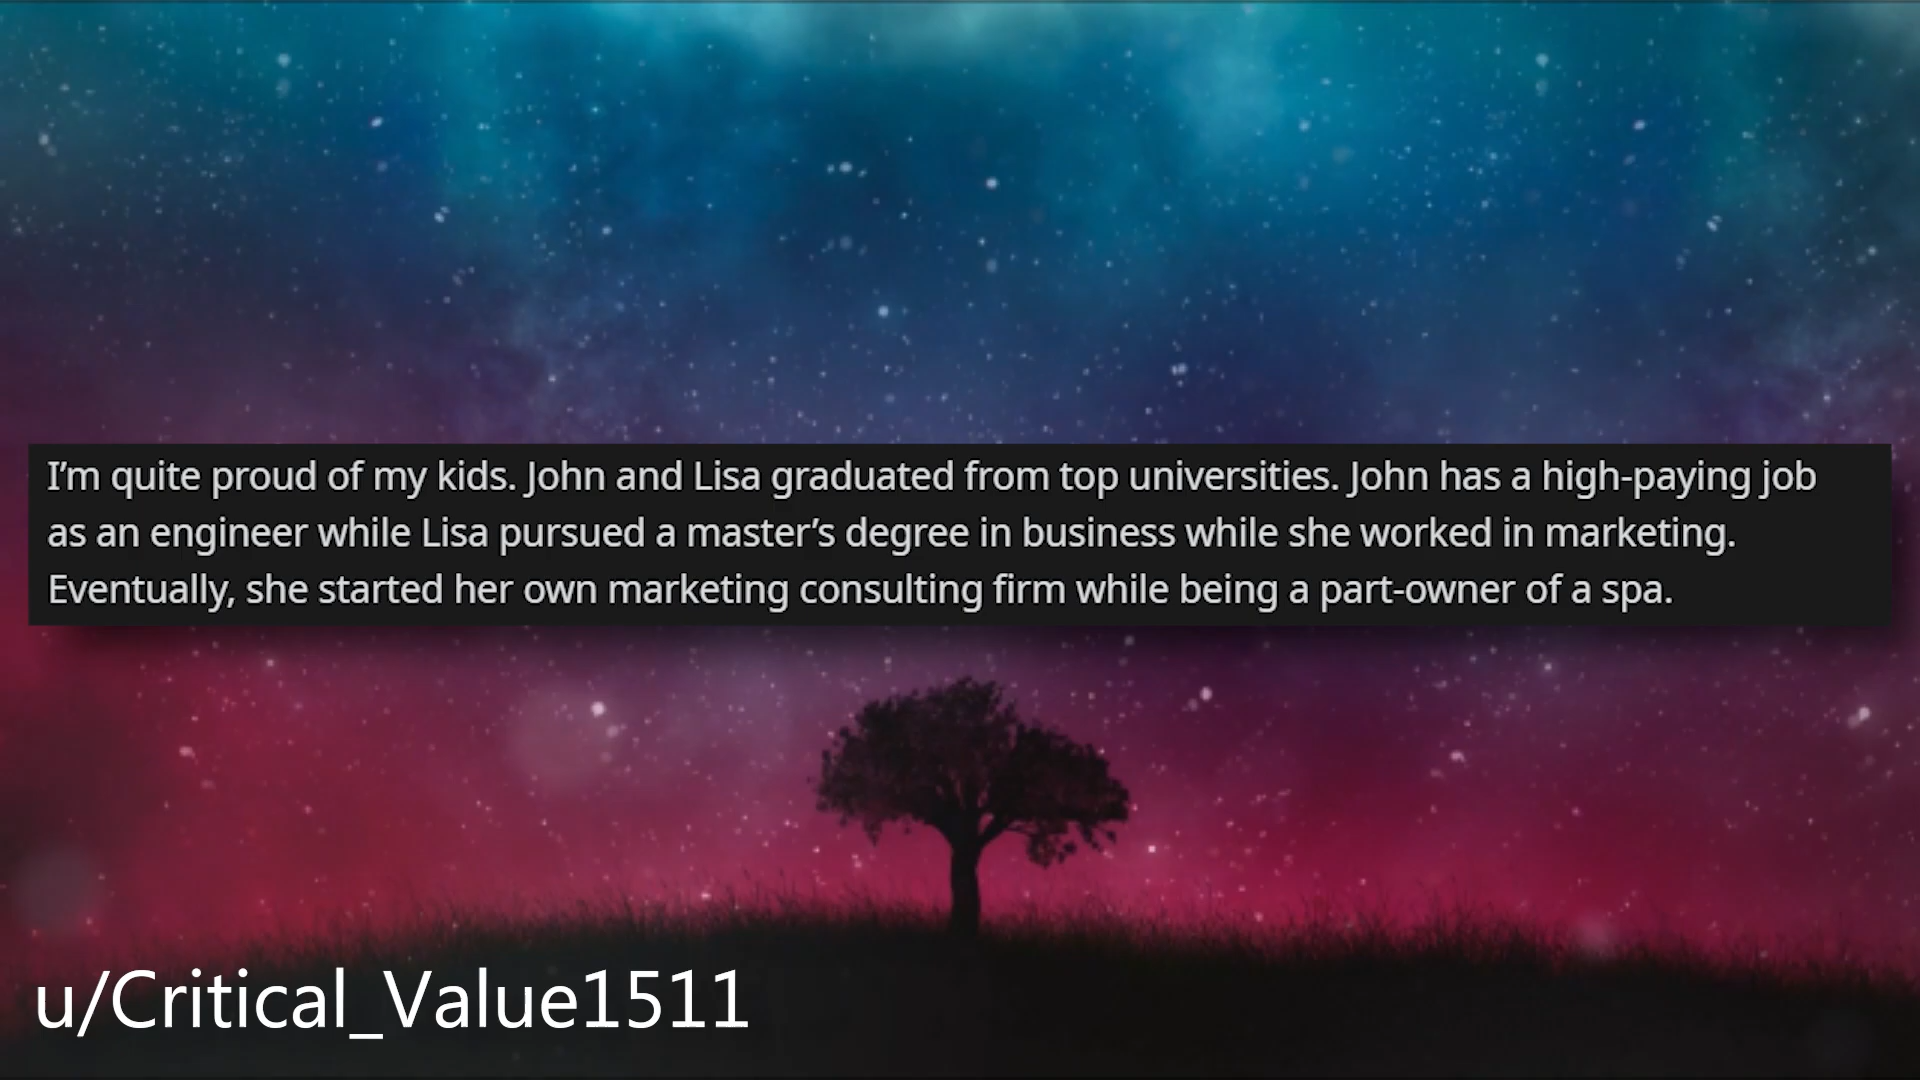 I’m quite proud of my kids. John and Lisa graduated from top universities. John has a high-paying job
as an engineer while Lisa pursued a master’s degree in business while she worked in marketing.
Eventually, she started her own marketing consulting firm while being a part-owner of a spa.
u/Critical_Value1511